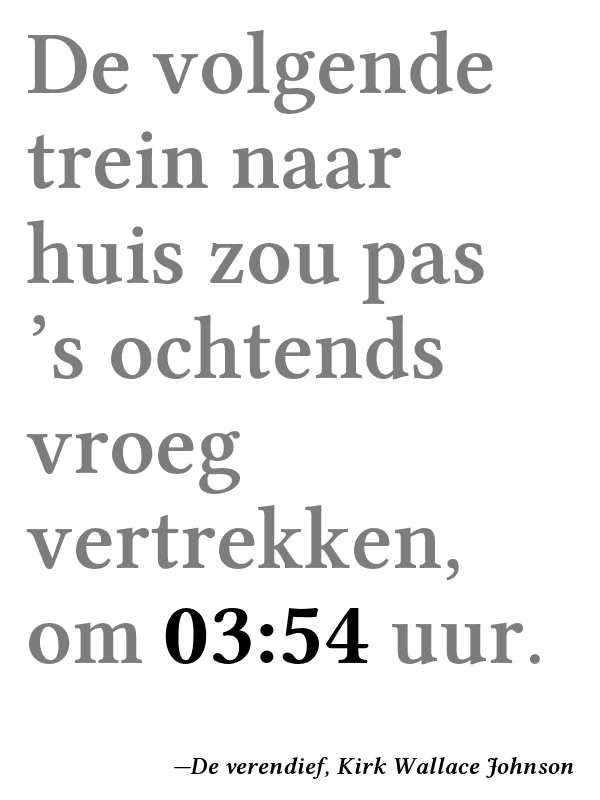 De volgende
trein naar
huis zou pas
’s ochtends
vroeg
vertrekken,
om 03:54 uur.
—De verendief, Kirk Wallace Johnson